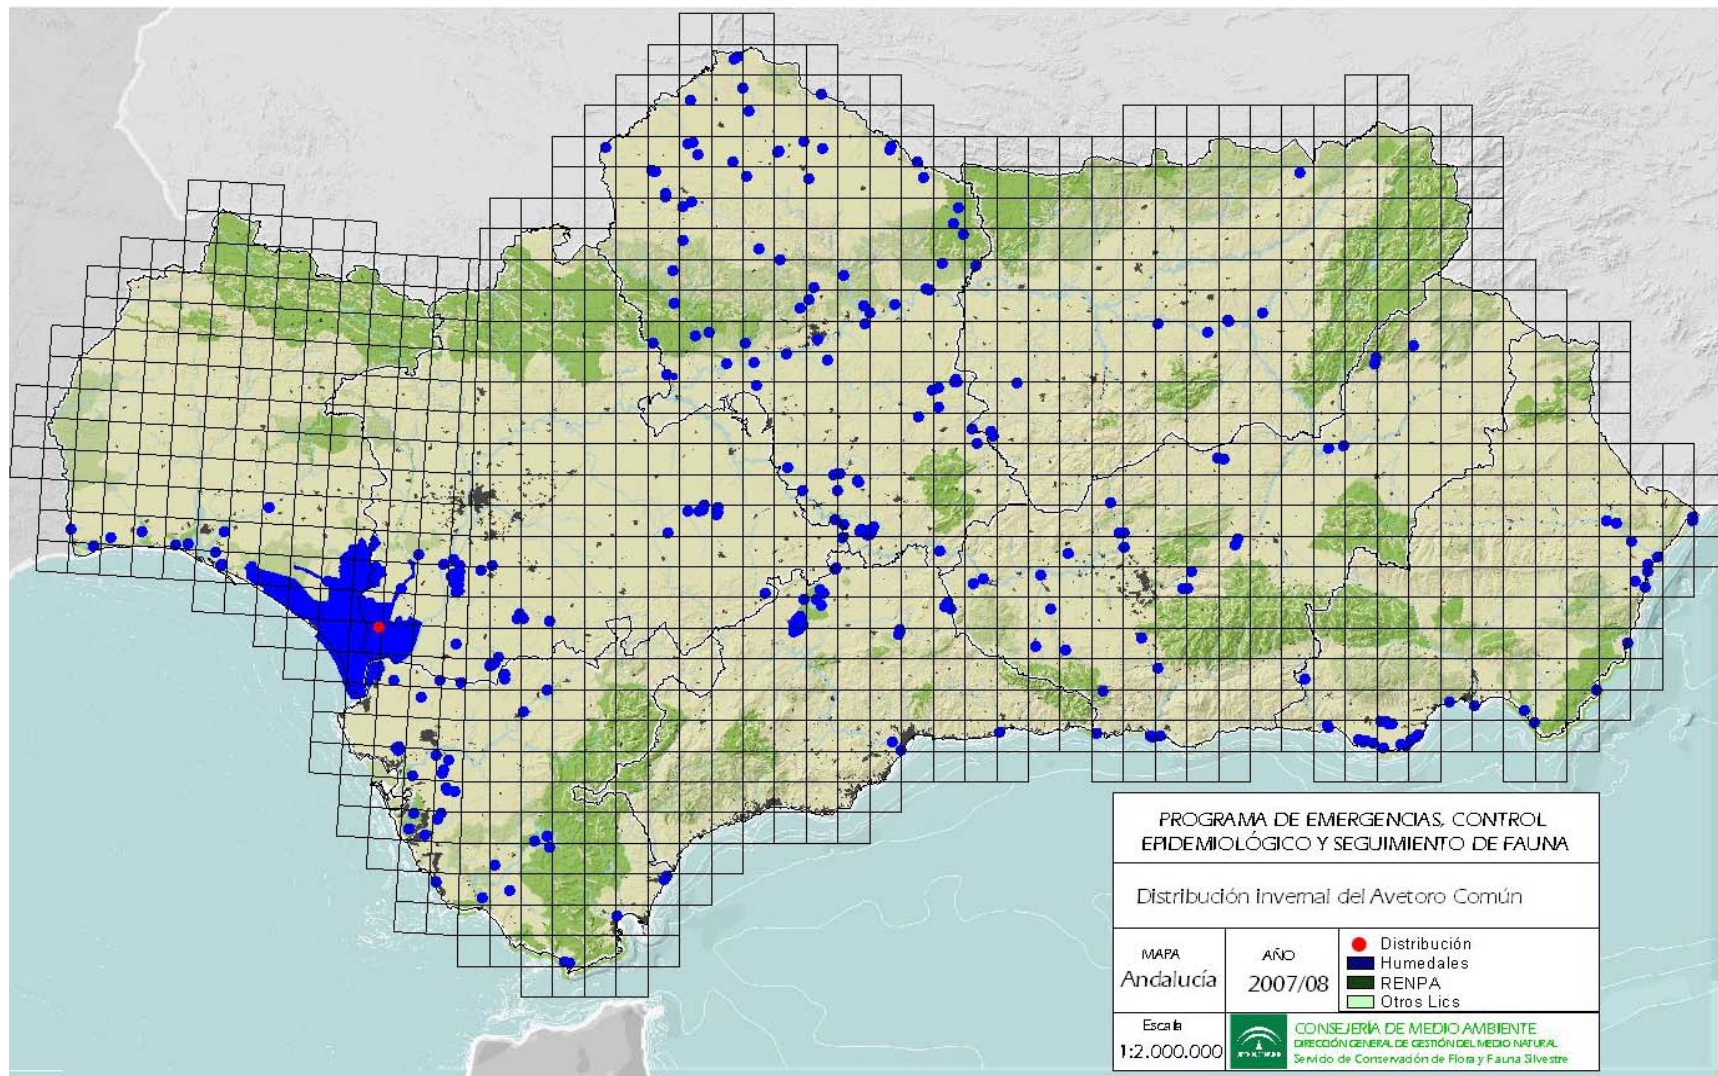 PROGRAMA DE EMERGENCIAS, CONTROL
EPIDEMIOLÓGICO Y SEGUIMIENTO DE FAUNA
Distribución invernal del Avetoro Común
MAPA
Andalucía
AÑO
2007/08
Distribución
Humedales
RENPA
Otros Lics
Escala
1:2.000.000
CONSEJERÍA DE MEDIO AMBIENTE
DIRECCIÓN GENERAL DE GESTIÓN DEL MEDIO NATURAL
Servicio de Conservación de Flora y Fauna Silvestre